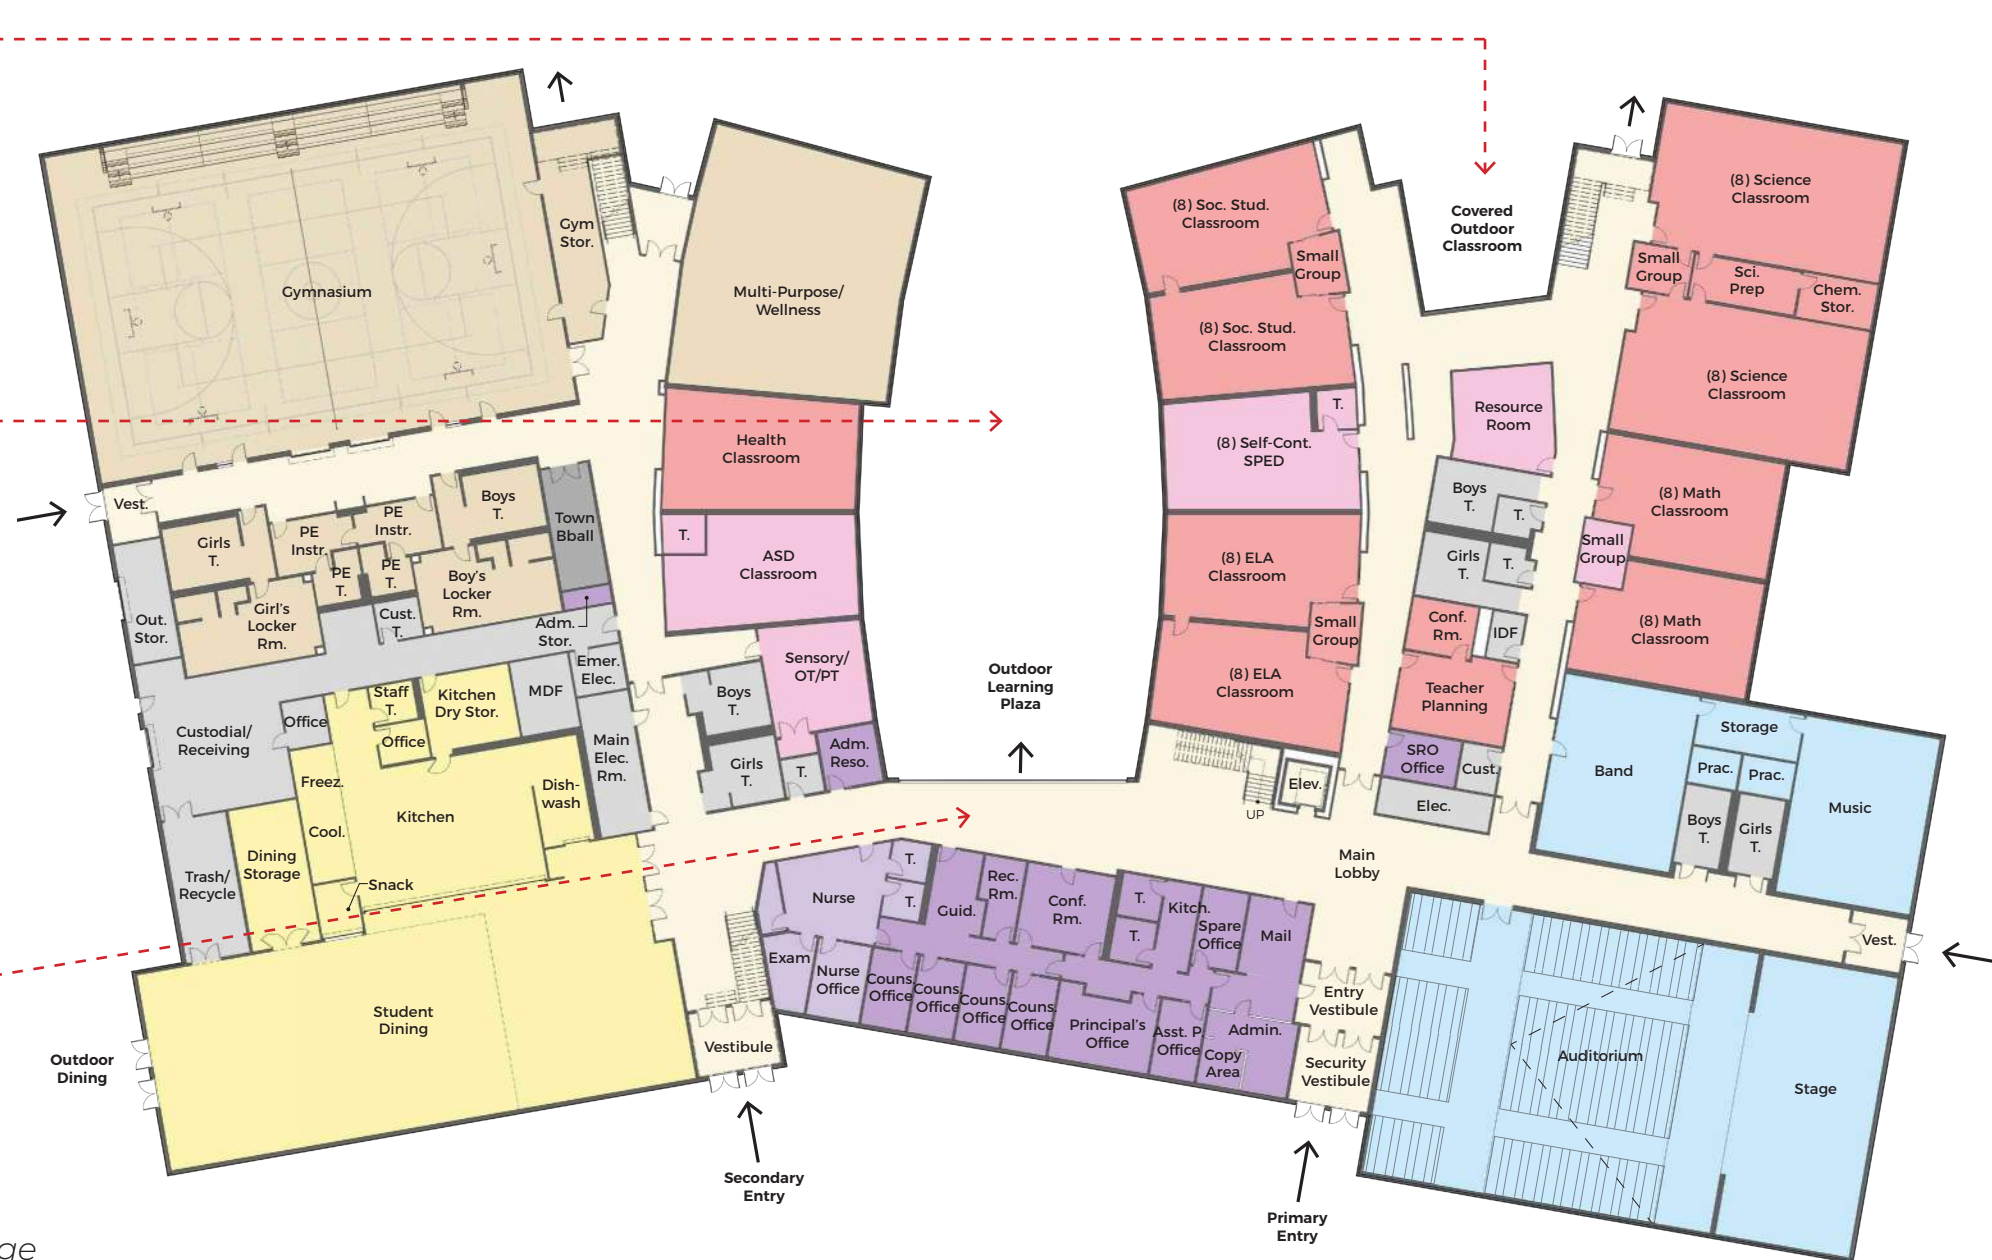 Gymnasium
Gym
Stor.
Multi-Purpose/
Wellness
Health
Classroom
T.
ASD
Classroom
Sensory/
OT/PT
Boys
T.
Girls
T.
T.
Adm.
Reso.
Vest.
Girls
T.
PE
Instr.
PE
Instr.
Boys
T.
Town
Bball
PE
T.
PE
T.
Boy's
Locker
Rm.
Girl's
Locker
Rm.
Cust.
T.
Out.
Stor.
Adm.
Stor.
Emer.
Elec.
MDF
Main
Elec.
Rm.
Custodial/
Receiving
Office
Staff
T.
Office
Kitchen
Dry Stor.
Freez.
Cool.
Kitchen
Dish-
wash
Dining
Storage
Trash/
Recycle
Snack
Student
Dining
Outdoor
Dining
Vestibule
Secondary
Entry
Outdoor
Learning
Plaza
Nurse
T.
T.
Exam
Nurse
Office
Guid.
Rec.
Rm.
Conf.
Rm.
T.
T.
Kitch.
Spare
Office
Mail
Couns.
Office
Couns.
Office
Couns.
Office
Couns.
Office
Principal's
Office
Asst. P.
Office
Admin.
Copy
Area
Entry
Vestibule
Security
Vestibule
Primary
Entry
Main
Lobby
(8) Soc. Stud.
Classroom
Small
Group
(8) Soc. Stud.
Classroom
T.
(8) Self-Cont.
SPED
(8) ELA
Classroom
Small
Group
(8) ELA
Classroom
Elev.
UP
Covered
Outdoor
Classroom
Resource
Room
Boys
T.
T.
Girls
T.
T.
Conf.
Rm.
IDF
Teacher
Planning
SRO
Office
Cust.
Elec.
(8) Science
Classroom
Small
Group
Sci.
Prep
Chem.
Stor.
(8) Science
Classroom
(8) Math
Classroom
Small
Group
(8) Math
Classroom
Band
Storage
Prac.
Prac.
Boys
T.
Girls
T.
Music
Vest.
Auditorium
Stage
ge